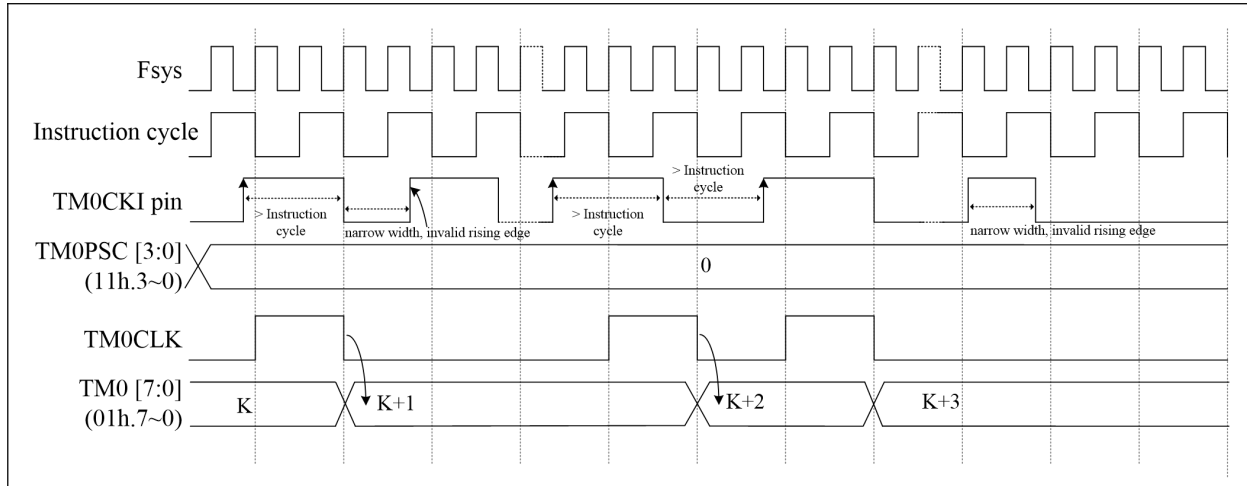 Fsys
Instruction cycle
TM0CKI pin
> Instruction
cycle
narrow width, invalid rising edge
> Instruction
cycle
> Instruction
cycle
narrow width, invalid rising edge
TM0PSC [3:0]
(11h.3~0)
0
TM0CLK
TM0 [7:0]
(01h.7~0)
K
K+1
K+2
K+3